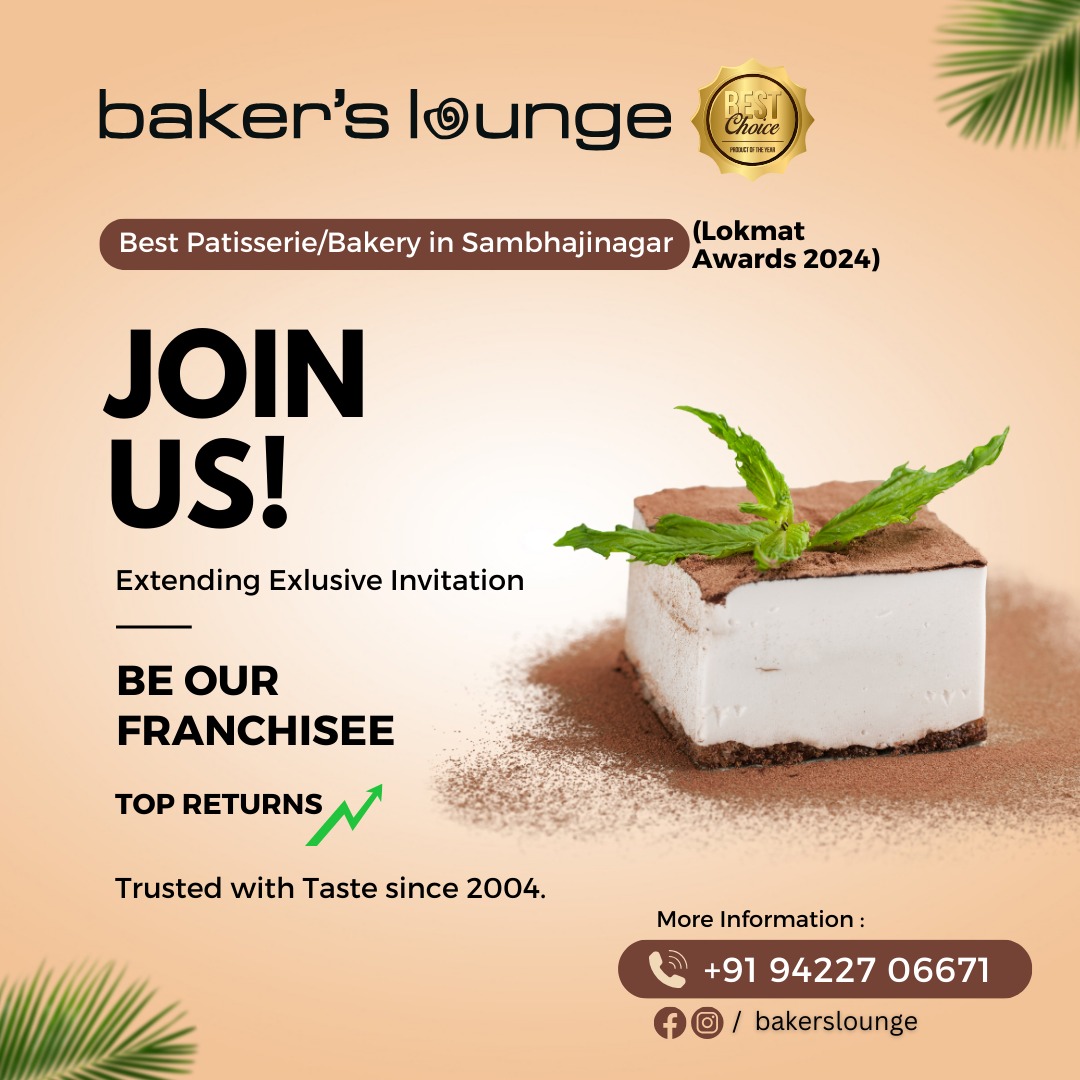 baker's lounge
BEST
Choice
PRODUCT OF THE YEAR
Best Patisserie/Bakery in Sambhajinagar
(Lokmat
Awards 2024)
JOIN
US!
Extending Exlusive Invitation
BE OUR
FRANCHISEE
TOP RETURNS
Trusted with Taste since 2004.
More Information :
+91 94227 06671
/ bakerslounge